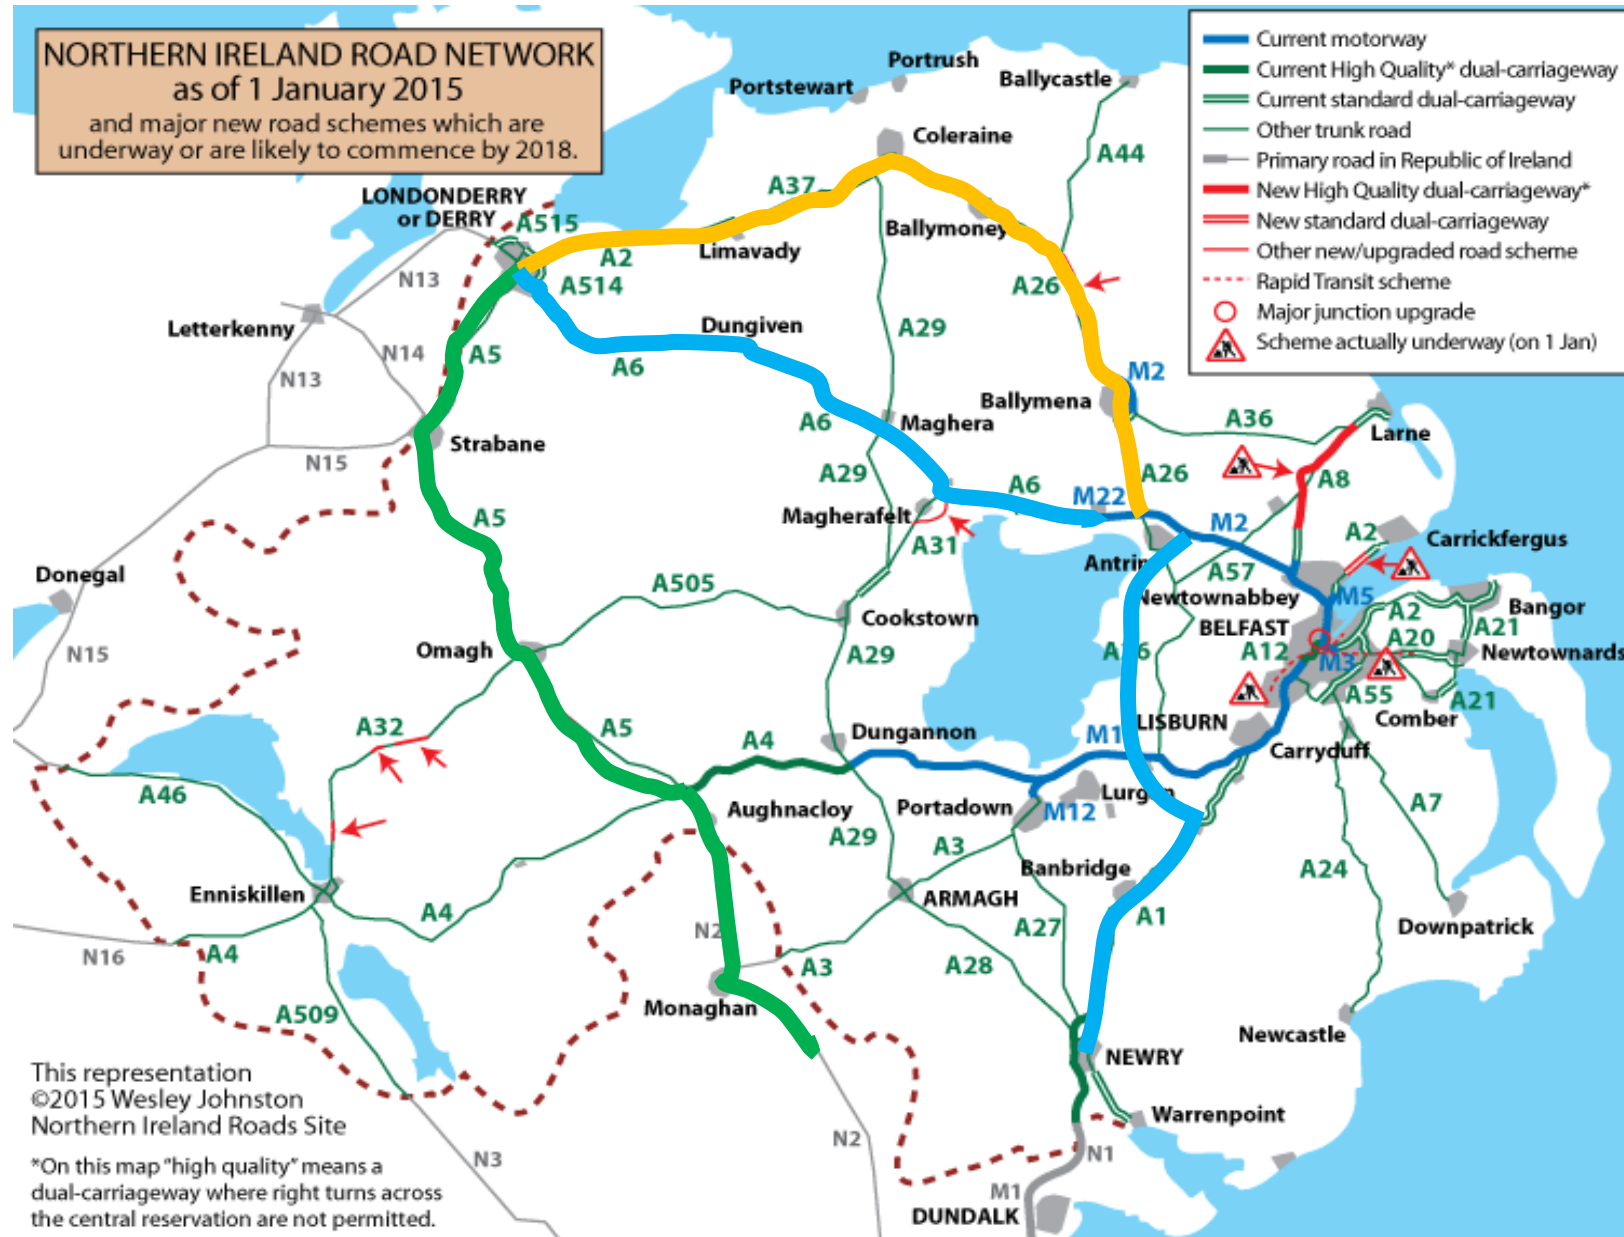 NORTHERN IRELAND ROAD NETWORK
as of 1 January 2015
and major new road schemes which are
underway or are likely to commence by 2018.
Current motorway
Current High Quality* dual-carriageway
Current standard dual-carriageway
Other trunk road
Primary road in Republic of Ireland
New High Quality dual-carriageway*
New standard dual-carriageway
Other new/upgraded road scheme
Rapid Transit scheme
Major junction upgrade
Scheme actually underway (on 1 Jan)
Portrush
Portstewart
Ballycastle
Coleraine
A44
A37
LONDONDERRY
or DERRY
A515
Ballymoney
Limavady
A2
N13
A514
A26
Letterkenny
Dungiven
A29
N14
A5
A6
N13
M2
Ballymena
A36
Maghera
A6
Larne
Strabane
N15
A29
A6
A26
A8
M22
Magherafelt
A5
M2
A2
Carrickfergus
A31
Antrim
A57
Donegal
A505
Newtownabbey
M5
Bangor
Cookstown
A2
BELFAST
A21
Omagh
N15
A29
A26
A12
A20
M3
Newtownards
A55
A21
A32
A5
Dungannon
LISBURN
Comber
A4
M1
Carryduff
A46
Aughnacloy
Portadown
Lurgan
M12
A7
A29
A3
Banbridge
A24
Enniskillen
A4
ARMAGH
A1
N2
A27
Downpatrick
N16
A4
A3
A28
Monaghan
A509
Newcastle
NEWRY
This representation
©2015 Wesley Johnston
Northern Ireland Roads Site
Warrenpoint
N2
N1
N3
*On this map "high quality" means a
dual-carriageway where right turns across
the central reservation are not permitted.
M1
DUNDALK